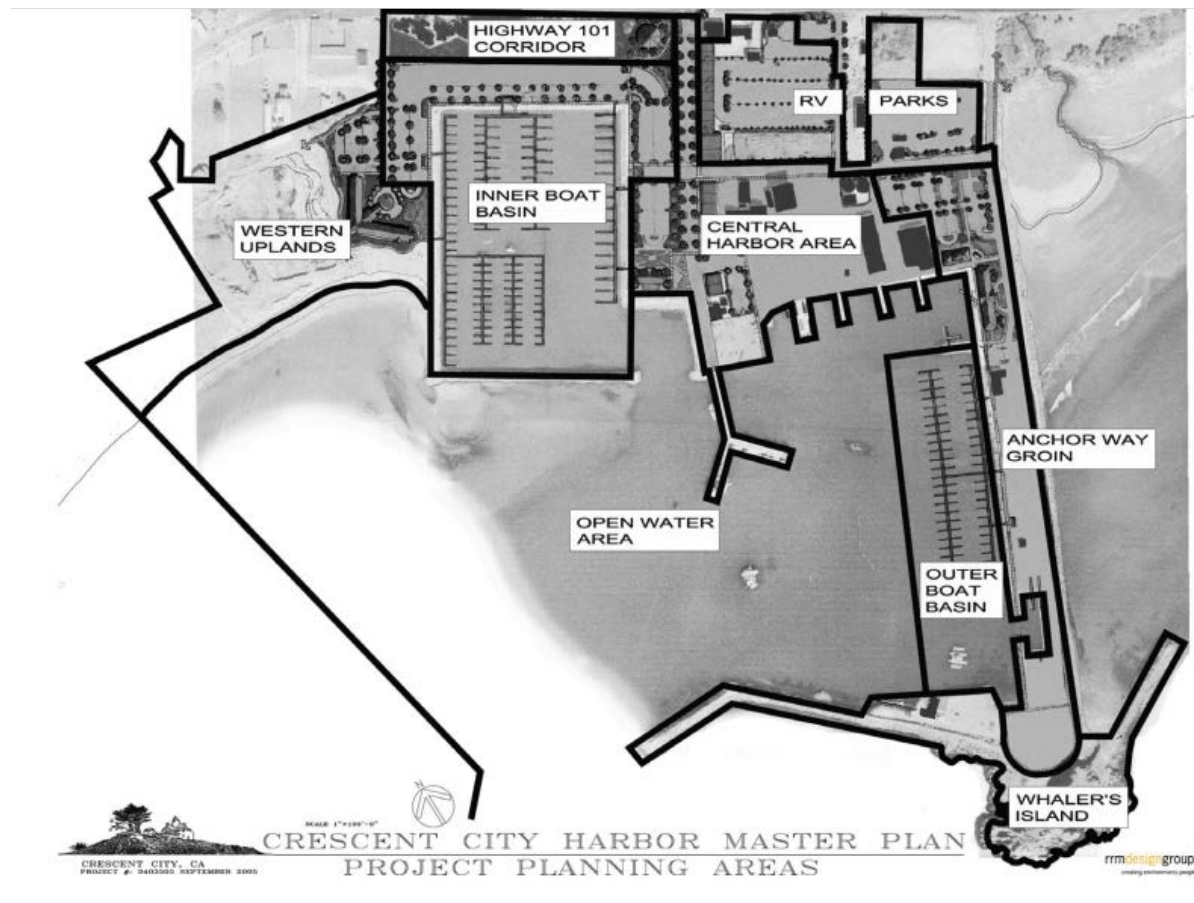 HIGHWAY 101
CORRIDOR
RV
PARKS
INNER BOAT
BASIN
WESTERN
UPLANDS
CENTRAL
HARBOR AREA
ANCHOR WAY
GROIN
OPEN WATER
AREA
OUTER
BOAT
BASIN
WHALER'S
ISLAND
N
CRESCENT CITY HARBOR MASTER PLAN
PROJECT PLANNING AREAS
CRESCENT CITY, CA
rrmdesigngroup